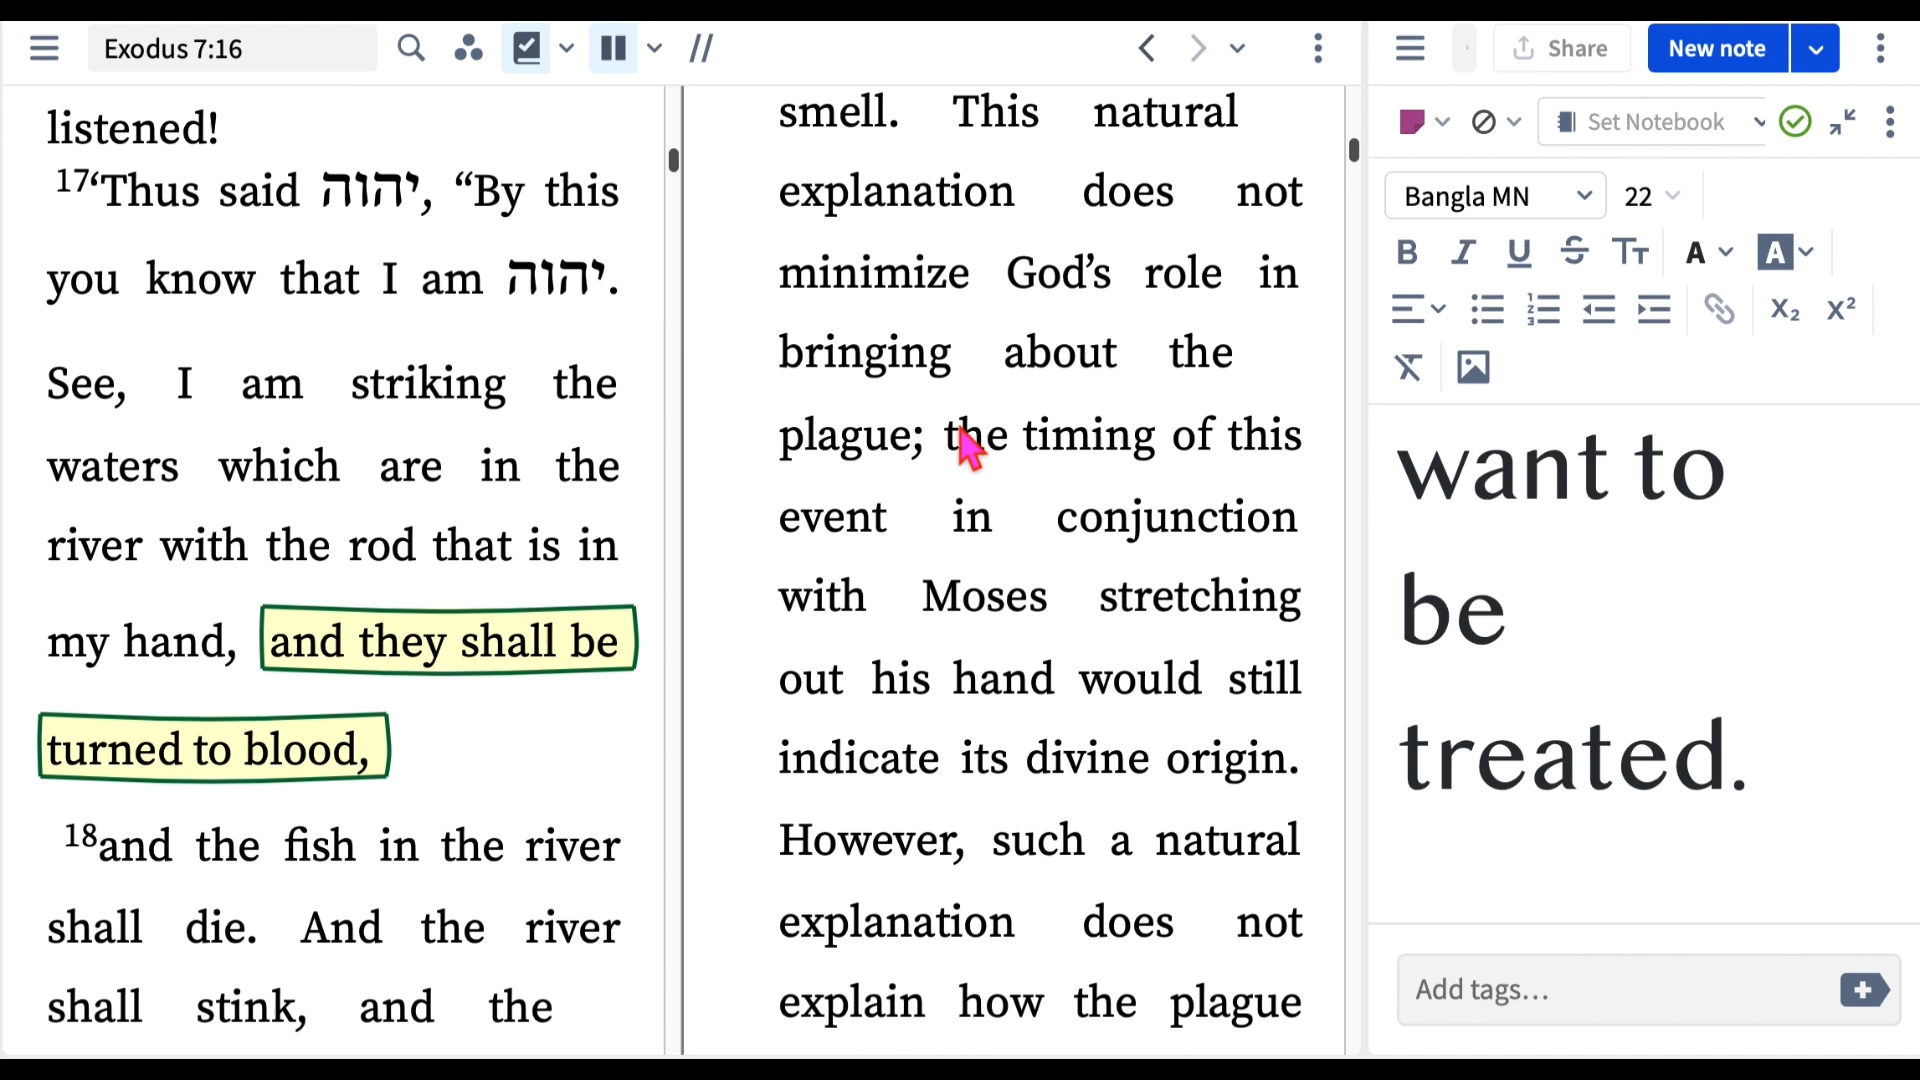 Exodus 7:16
listened!
17‘Thus said יהוה, “By this
you know that I am יהוה.
See, I am striking the
waters which are in the
river with the rod that is in
my hand, and they shall be
turned to blood,
18and the fish in the river
shall die. And the river
shall stink, and the
smell. This natural
explanation does not
minimize God’s role in
bringing about the
plague; the timing of this
event in conjunction
with Moses stretching
out his hand would still
indicate its divine origin.
However, such a natural
explanation does not
explain how the plague
Share
New note
Set Notebook
Bangla MN 22
want to
be
treated.
Add tags…